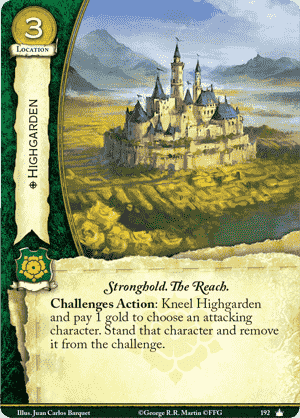 3
LOCATION
HIGHGARDEN
Stronghold. The Reach.
Challenges Action: Kneel Highgarden
and pay 1 gold to choose an attacking
character. Stand that character and remove
it from the challenge.
Illus. Juan Carlos Barquet
©George R.R. Martin ©FFG
192